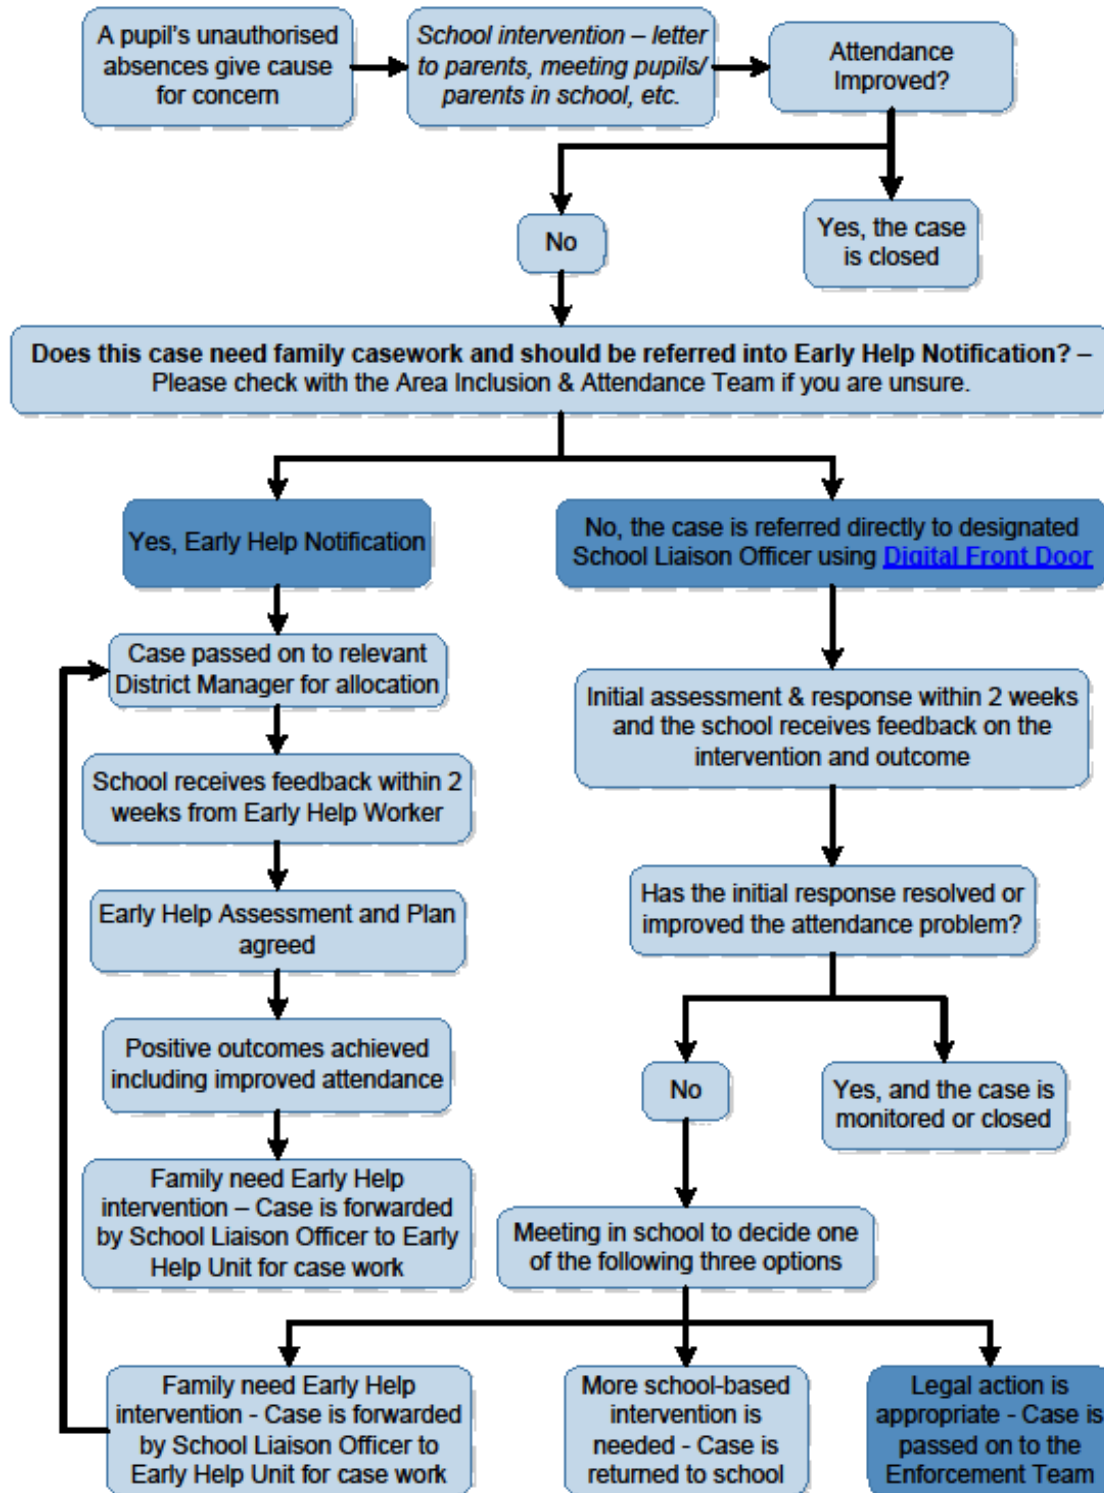 A pupil's unauthorised
absences give cause
for concern
School intervention – letter
to parents, meeting pupils/
parents in school, etc.
Attendance
Improved?
No
Yes, the case
is closed
Does this case need family casework and should be referred into Early Help Notification? –
Please check with the Area Inclusion & Attendance Team if you are unsure.
Yes, Early Help Notification
No, the case is referred directly to designated
School Liaison Officer using Digital Front Door
Case passed on to relevant
District Manager for allocation
Initial assessment & response within 2 weeks
and the school receives feedback on the
intervention and outcome
School receives feedback within 2
weeks from Early Help Worker
Has the initial response resolved or
improved the attendance problem?
Early Help Assessment and Plan
agreed
Positive outcomes achieved
including improved attendance
No
Yes, and the case is
monitored or closed
Family need Early Help
intervention – Case is forwarded
by School Liaison Officer to Early
Help Unit for case work
Meeting in school to decide one
of the following three options
Family need Early Help
intervention - Case is forwarded
by School Liaison Officer to
Early Help Unit for case work
More school-based
intervention is
needed - Case is
returned to school
Legal action is
appropriate - Case is
passed on to the
Enforcement Team